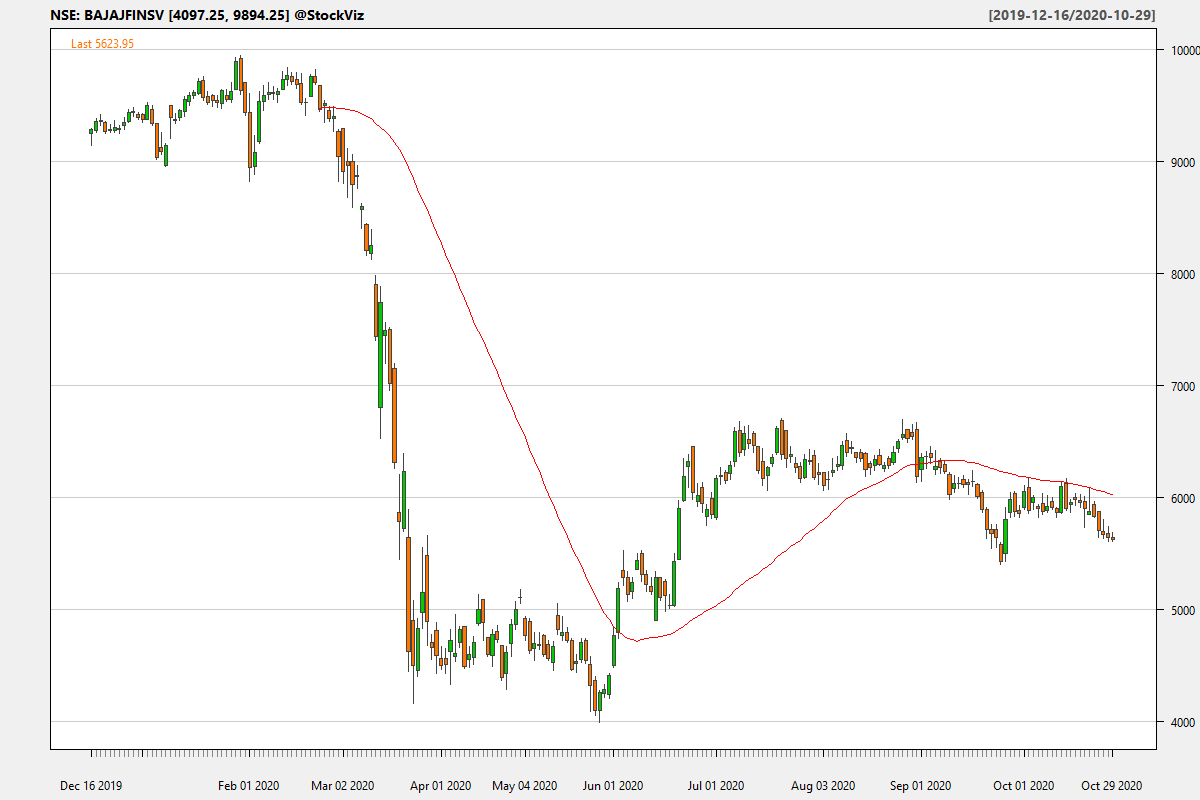 NSE: BAJAJFINSV [4097.25, 9894.25] @StockViz
[2019-12-16/2020-10-29]
Last 5623.95
10000
9000
8000
7000
6000
5000
4000
Dec 16 2019 Feb 01 2020 Mar 02 2020 Apr 01 2020 May 04 2020 Jun 01 2020 Jul 01 2020 Aug 03 2020 Sep 01 2020 Oct 01 2020 Oct 29 2020